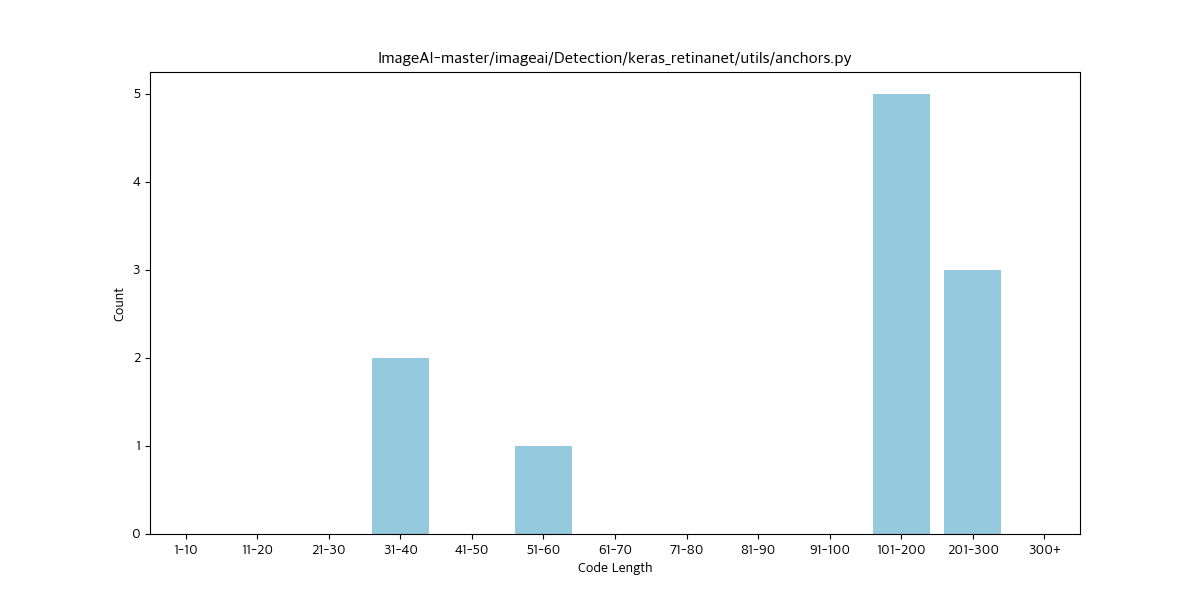 ImageAI-master/imageai/Detection/keras_retinanet/utils/anchors.py
5
4
3
2
1
0
Count
1-10 11-20 21-30 31-40 41-50 51-60 61-70 71-80 81-90 91-100 101-200 201-300 300+
Code Length